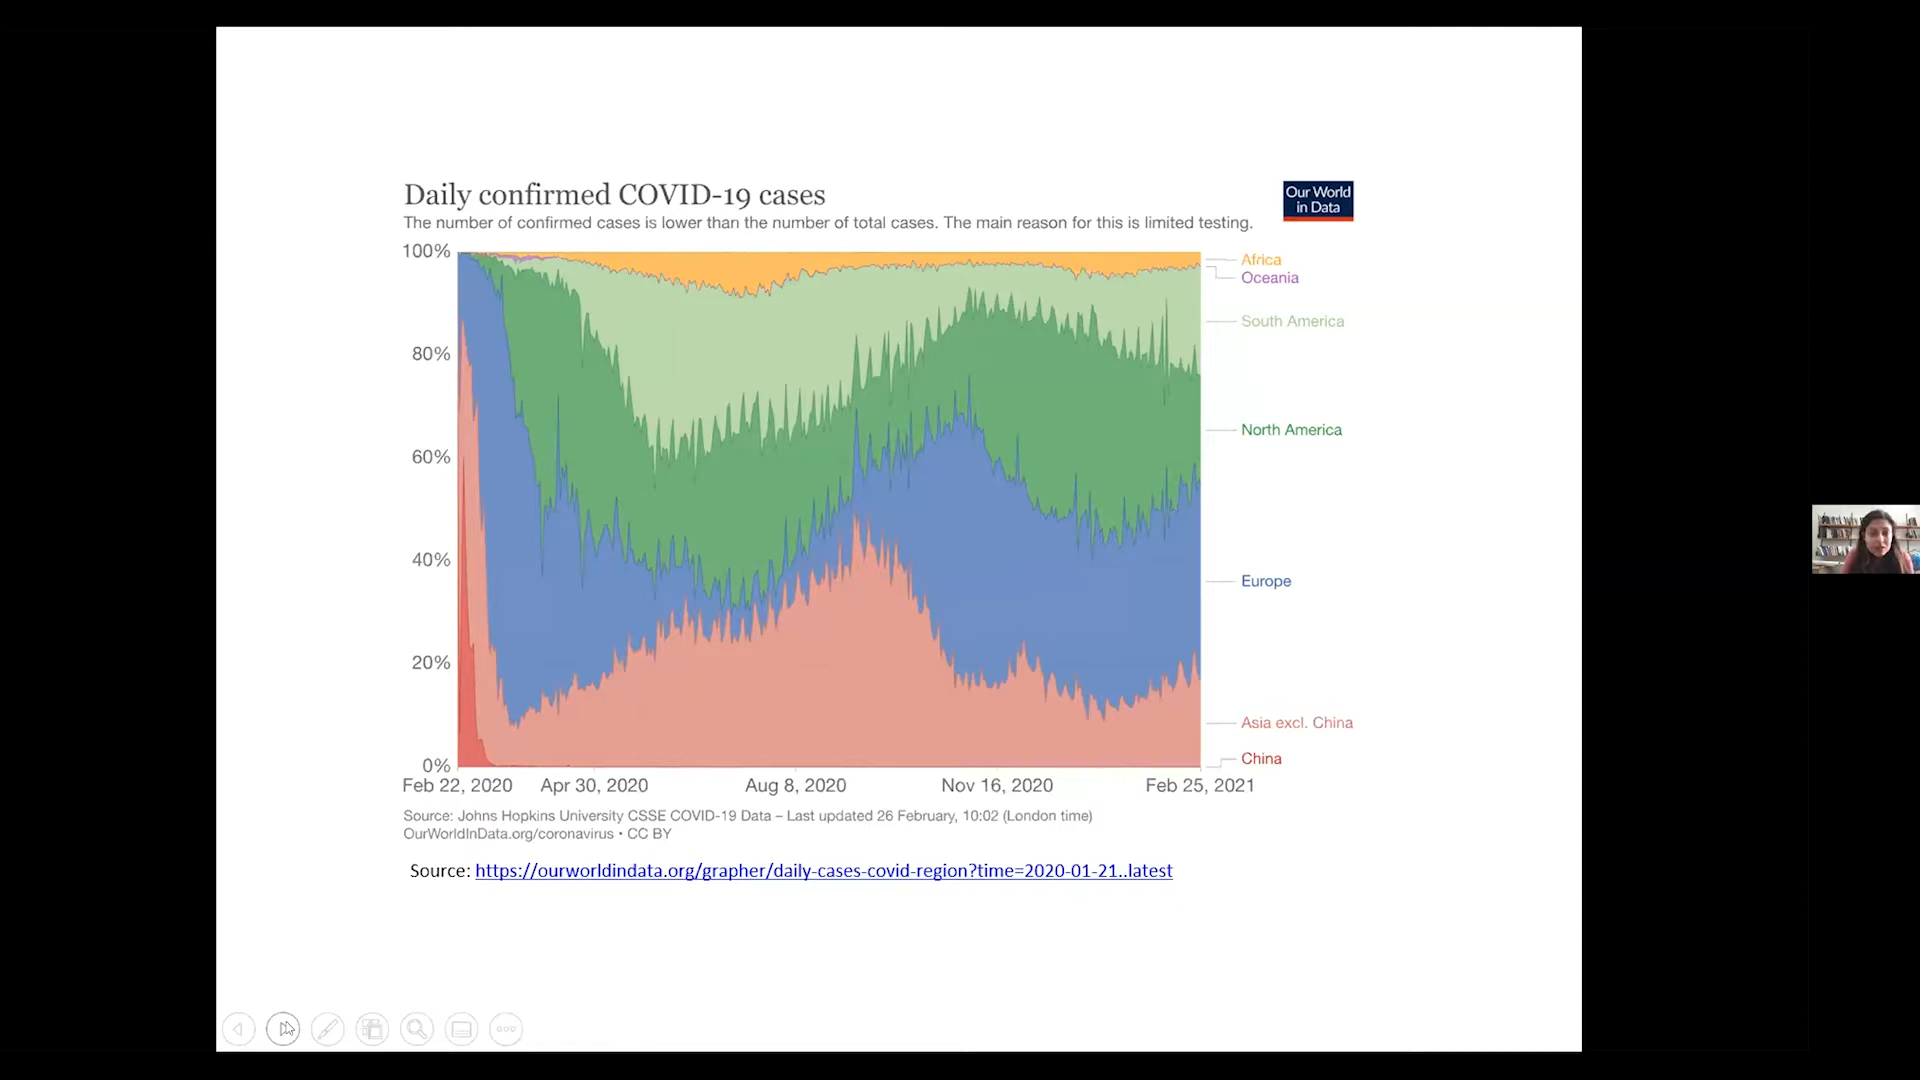 Daily confirmed COVID-19 cases
The number of confirmed cases is lower than the number of total cases. The main reason for this is limited testing.
Our World
in Data
100%
80%
60%
40%
20%
0%
Africa
Oceania
South America
North America
Europe
Asia excl. China
China
Feb 22, 2020
Apr 30, 2020
Aug 8, 2020
Nov 16, 2020
Feb 25, 2021
Source: Johns Hopkins University CSSE COVID-19 Data – Last updated 26 February, 10:02 (London time)
OurWorldInData.org/coronavirus • CC BY
Source: https://ourworldindata.org/grapher/daily-cases-covid-region?time=2020-01-21..latest